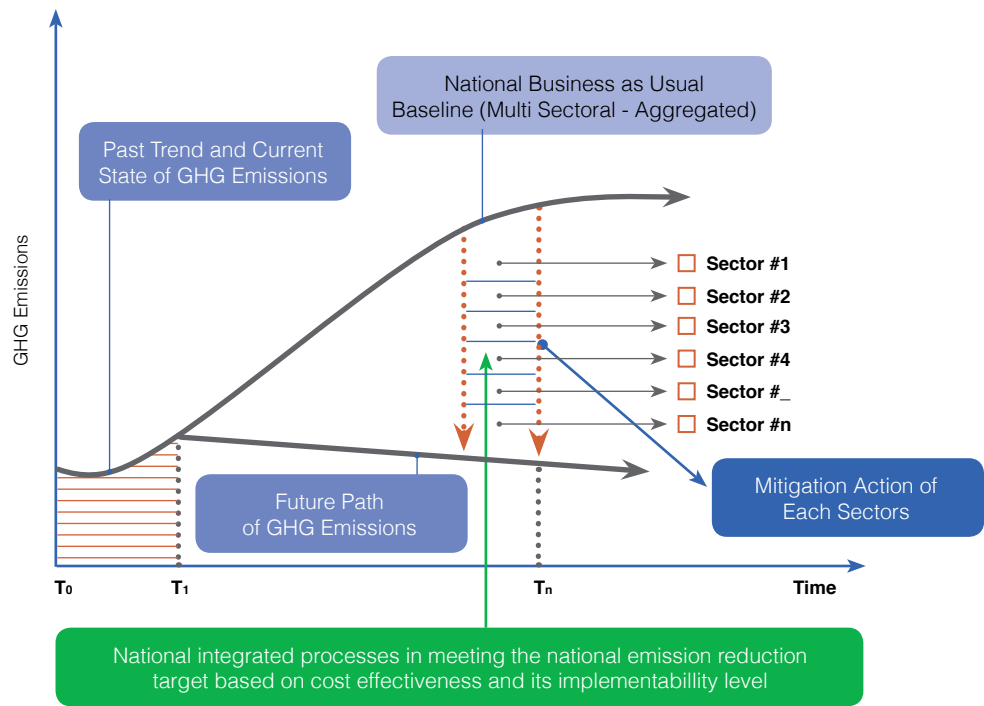 National Business as Usual
Baseline (Multi Sectoral - Aggregated)
Past Trend and Current
State of GHG Emissions
GHG Emissions
Sector #1
Sector #2
Sector #3
Sector #4
Sector #_
Sector #n
Mitigation Action of
Each Sectors
Future Path
of GHG Emissions
T0
T1
Tn
Time
National integrated processes in meeting the national emission reduction
target based on cost effectiveness and its implementabillity level